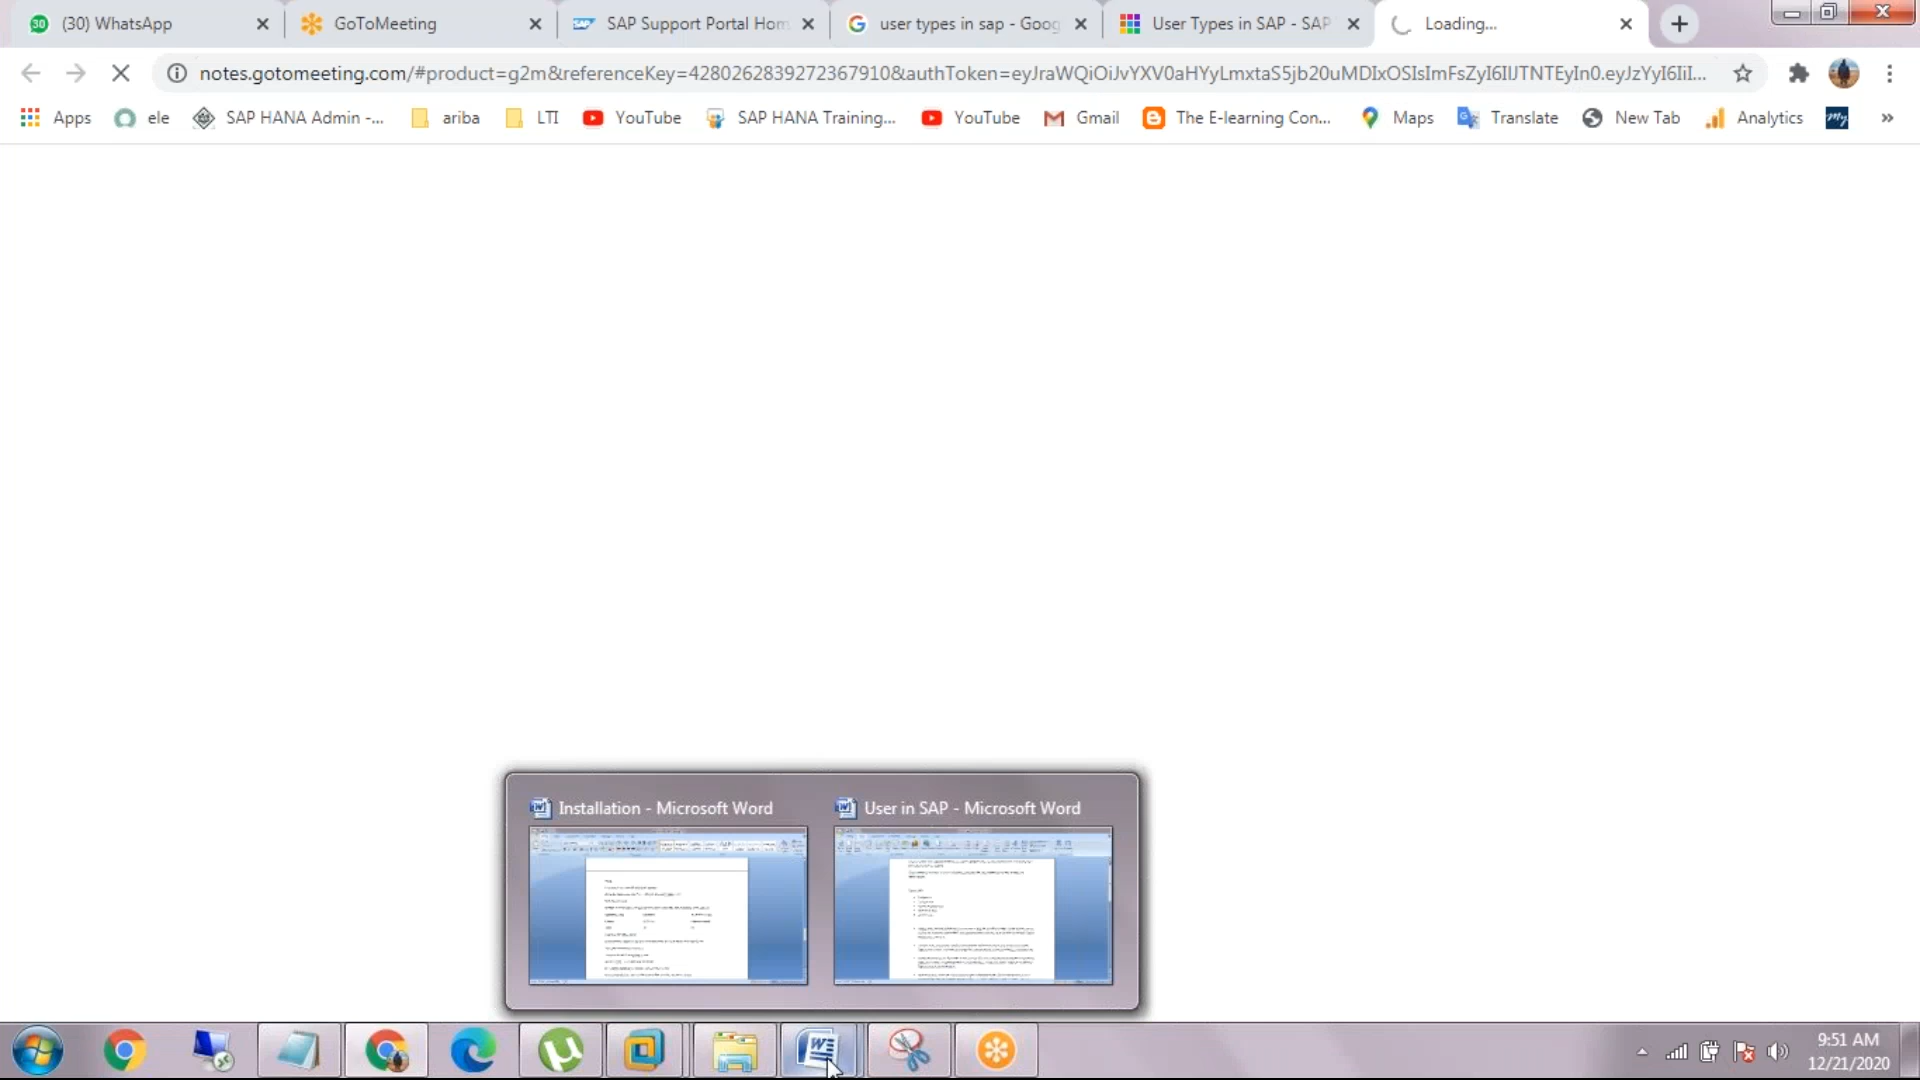 (30) WhatsApp
GoToMeeting
SAP Support Portal Hom
user types in sap - Goog
User Types in SAP - SAP
Loading...
notes.gotomeeting.com/#product=g2m&referenceKey=4280262839272367910&authToken=eyJraWQiOiJvYXV0aHYyLmxtaS5jb20uMDIxOSIsImFsZyI6IlJTNTEyIn0.eyJzYyI6IiI...
Apps
ele
SAP HANA Admin -...
ariba
LTI
YouTube
SAP HANA Training...
YouTube
Gmail
The E-learning Con...
Maps
Translate
New Tab
Analytics
My
»
Installation - Microsoft Word
User in SAP - Microsoft Word
9:51 AM
12/21/2020